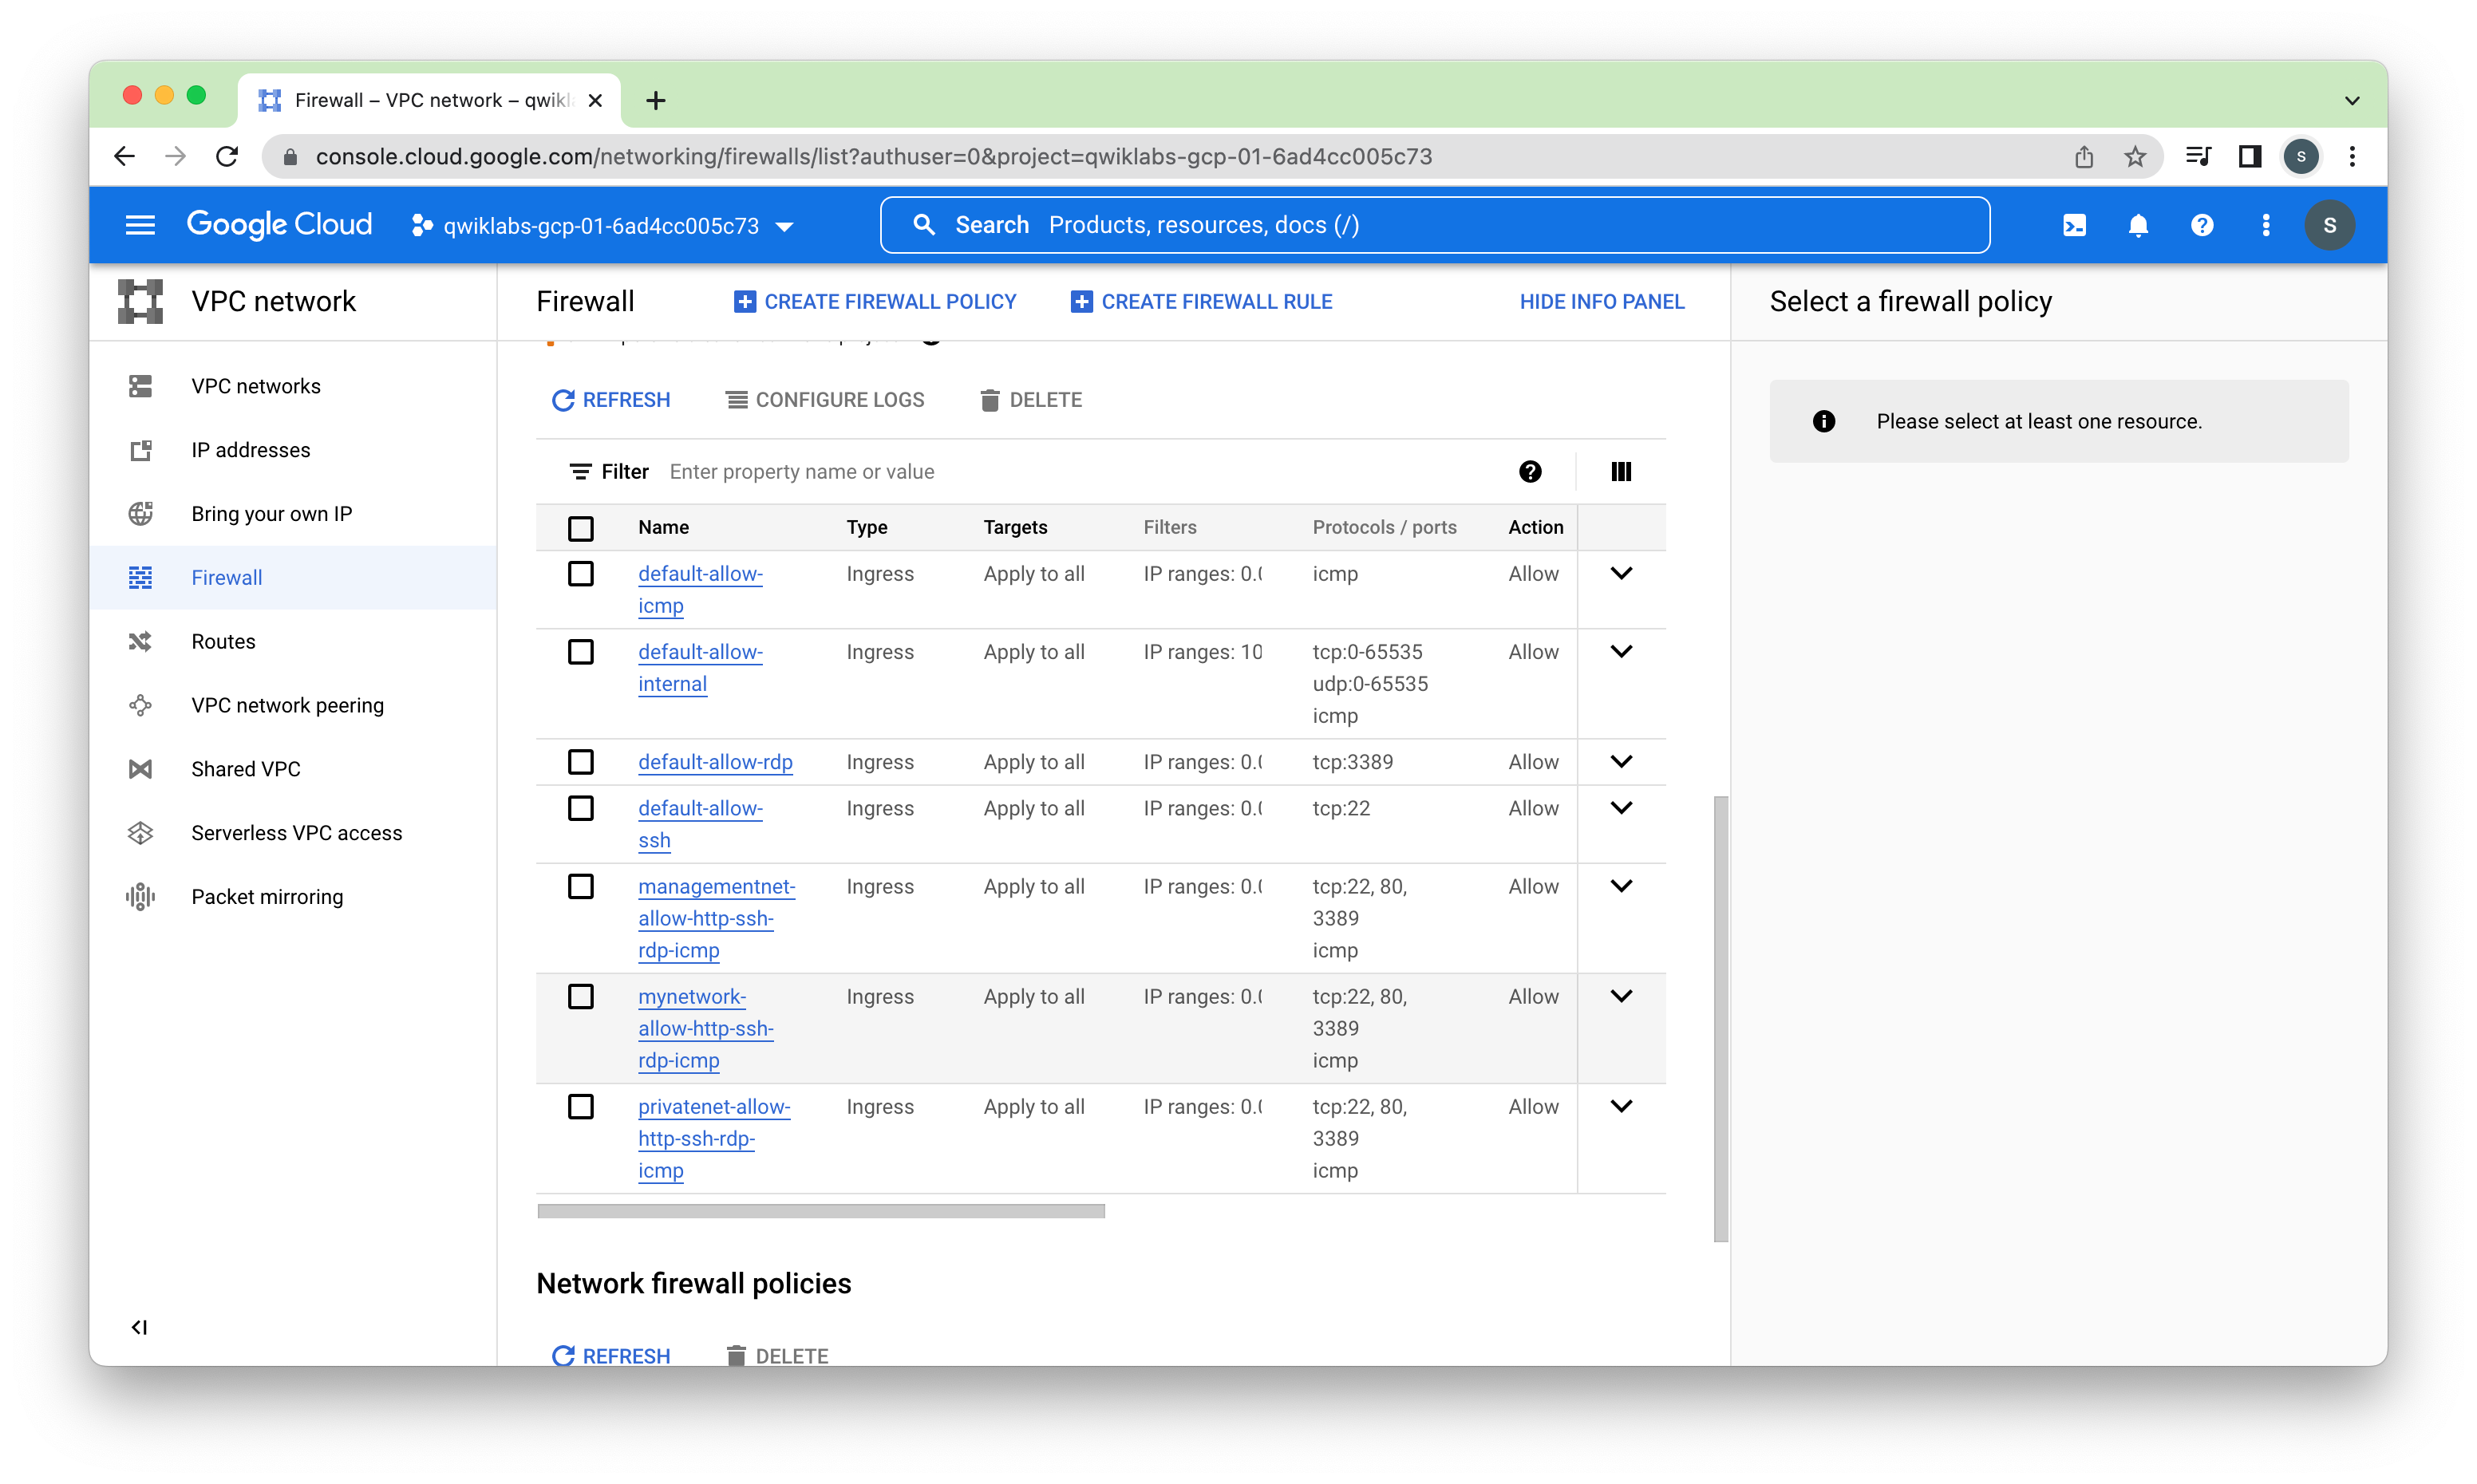 Firewall – VPC network – qwikl
console.cloud.google.com/networking/firewalls/list?authuser=0&project=qwiklabs-gcp-01-6ad4cc005c73
S
Google Cloud
qwiklabs-gcp-01-6ad4cc005c73
Search Products, resources, docs (/)
S
VPC network
Firewall
CREATE FIREWALL POLICY
CREATE FIREWALL RULE
HIDE INFO PANEL
Select a firewall policy
VPC networks
IP addresses
Bring your own IP
Firewall
Routes
VPC network peering
Shared VPC
Serverless VPC access
Packet mirroring
REFRESH
CONFIGURE LOGS
DELETE
Please select at least one resource.
Filter Enter property name or value
Name Type Targets Filters Protocols / ports Action
default-allow- Ingress Apply to all IP ranges: 0.0 icmp Allow
icmp
default-allow- Ingress Apply to all IP ranges: 10 tcp:0-65535 Allow
internal udp:0-65535
icmp
default-allow-rdp Ingress Apply to all IP ranges: 0.0 tcp:3389 Allow
default-allow- Ingress Apply to all IP ranges: 0.0 tcp:22 Allow
ssh
managementnet- Ingress Apply to all IP ranges: 0.0 tcp:22, 80, Allow
allow-http-ssh- 3389
rdp-icmp icmp
mynetwork- Ingress Apply to all IP ranges: 0.0 tcp:22, 80, Allow
allow-http-ssh- 3389
rdp-icmp icmp
privatenet-allow- Ingress Apply to all IP ranges: 0.0 tcp:22, 80, Allow
http-ssh-rdp- 3389
icmp icmp
Network firewall policies
REFRESH
DELETE